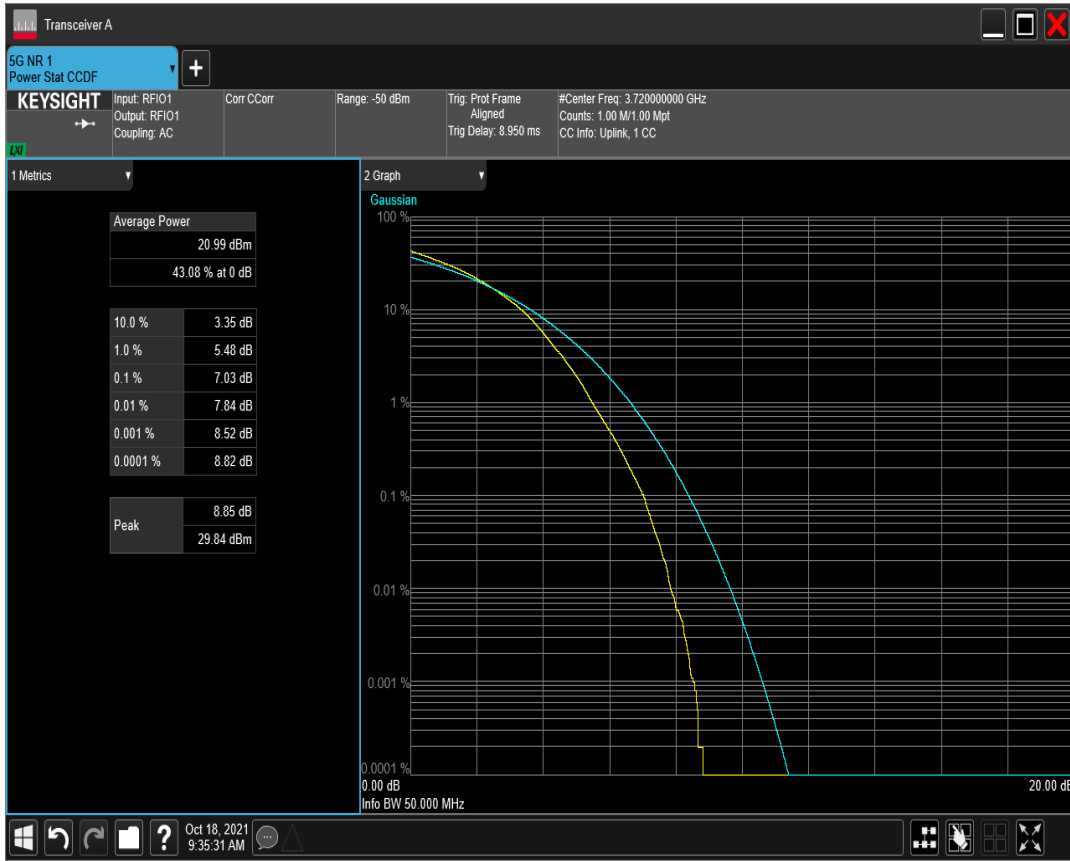 Transceiver A
5G NR 1
Power Stat CCDF
KEYSIGHT
LXI
Input: RFIO1
Output: RFIO1
Coupling: AC
Corr CCorr
Range: -50 dBm
Trig: Prot Frame
Aligned
Trig Delay: 8.950 ms
#Center Freq: 3.720000000 GHz
Counts: 1.00 M/1.00 Mpt
CC Info: Uplink, 1 CC
1 Metrics
Average Power
20.99 dBm
43.08 % at 0 dB
10.0 % 3.35 dB
1.0 % 5.48 dB
0.1 % 7.03 dB
0.01 % 7.84 dB
0.001 % 8.52 dB
0.0001 % 8.82 dB
Peak 8.85 dB
29.84 dBm
2 Graph
Gaussian
100 %
10 %
1 %
0.1 %
0.01 %
0.001 %
0.0001 %
0.00 dB 20.00 dB
Info BW 50.000 MHz
? Oct 18, 2021
9:35:31 AM